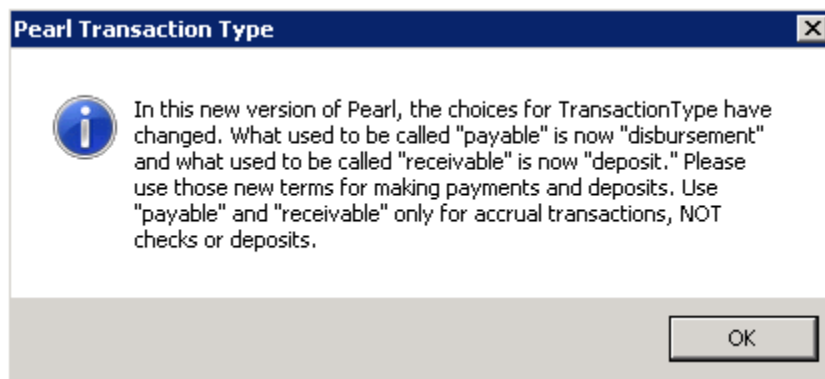 Pearl Transaction Type
In this new version of Pearl, the choices for TransactionType have
changed. What used to be called "payable" is now "disbursement"
and what used to be called "receivable" is now "deposit." Please
use those new terms for making payments and deposits. Use
"payable" and "receivable" only for accrual transactions, NOT
checks or deposits.
OK